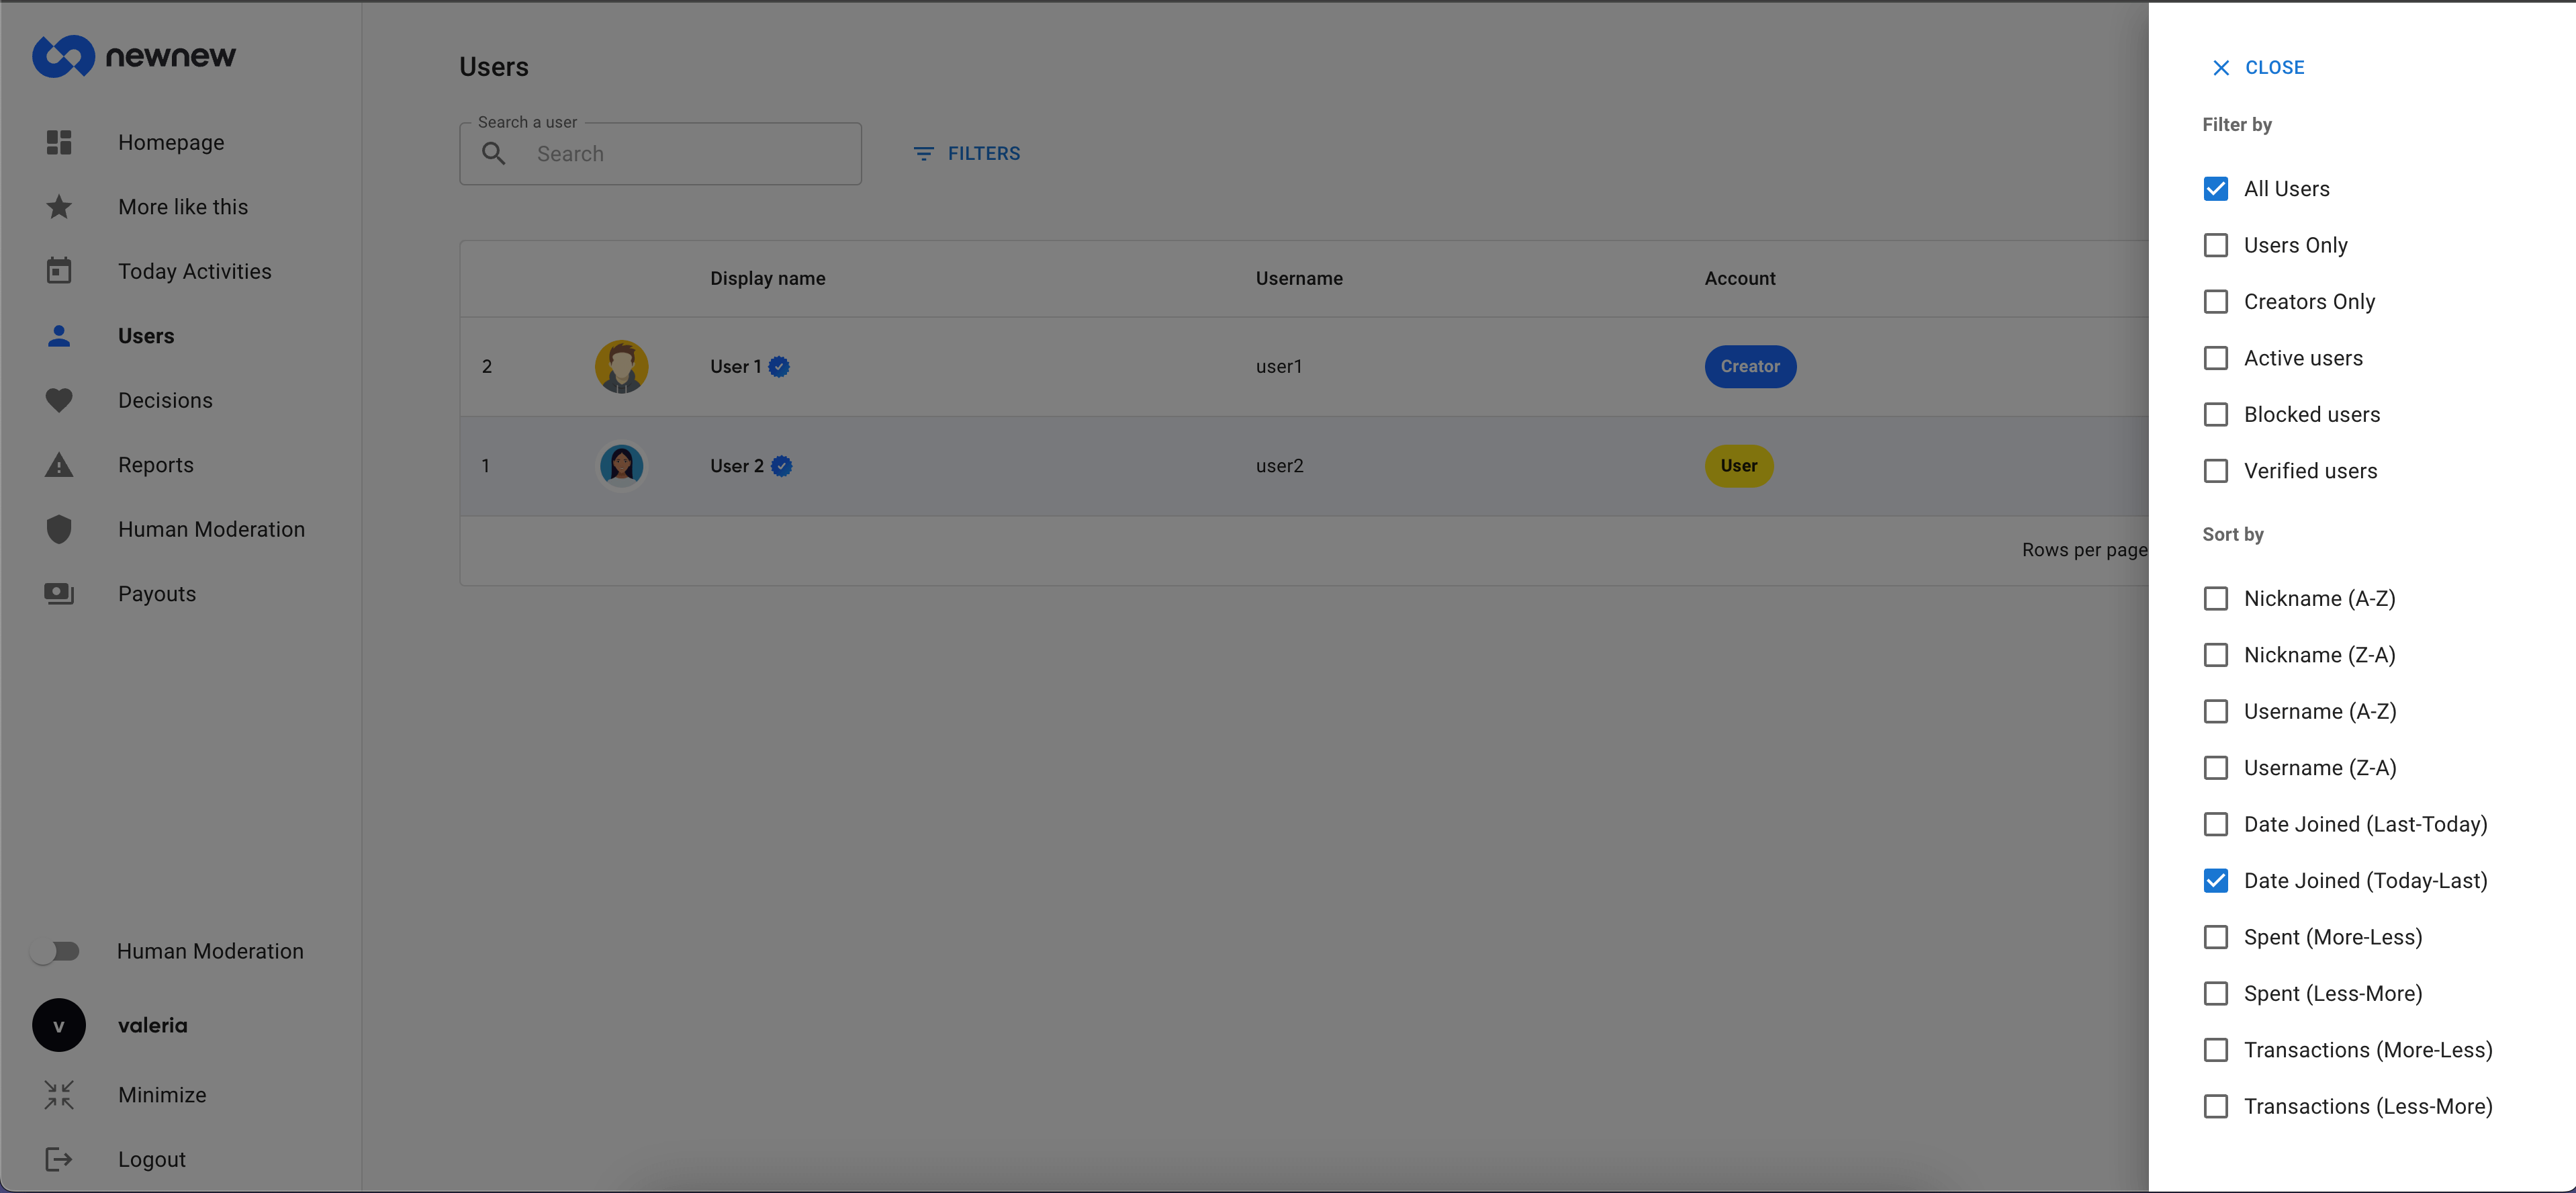 newnew
Homepage
More like this
Today Activities
Users
Decisions
Reports
Human Moderation
Payouts
Human Moderation
v
valeria
Minimize
Logout
Users
Search a user
Search
FILTERS
Display name Username Account
2 User 1 user1 Creator
1 User 2 user2 User
Rows per page
CLOSE
Filter by
All Users
Users Only
Creators Only
Active users
Blocked users
Verified users
Sort by
Nickname (A-Z)
Nickname (Z-A)
Username (A-Z)
Username (Z-A)
Date Joined (Last-Today)
Date Joined (Today-Last)
Spent (More-Less)
Spent (Less-More)
Transactions (More-Less)
Transactions (Less-More)